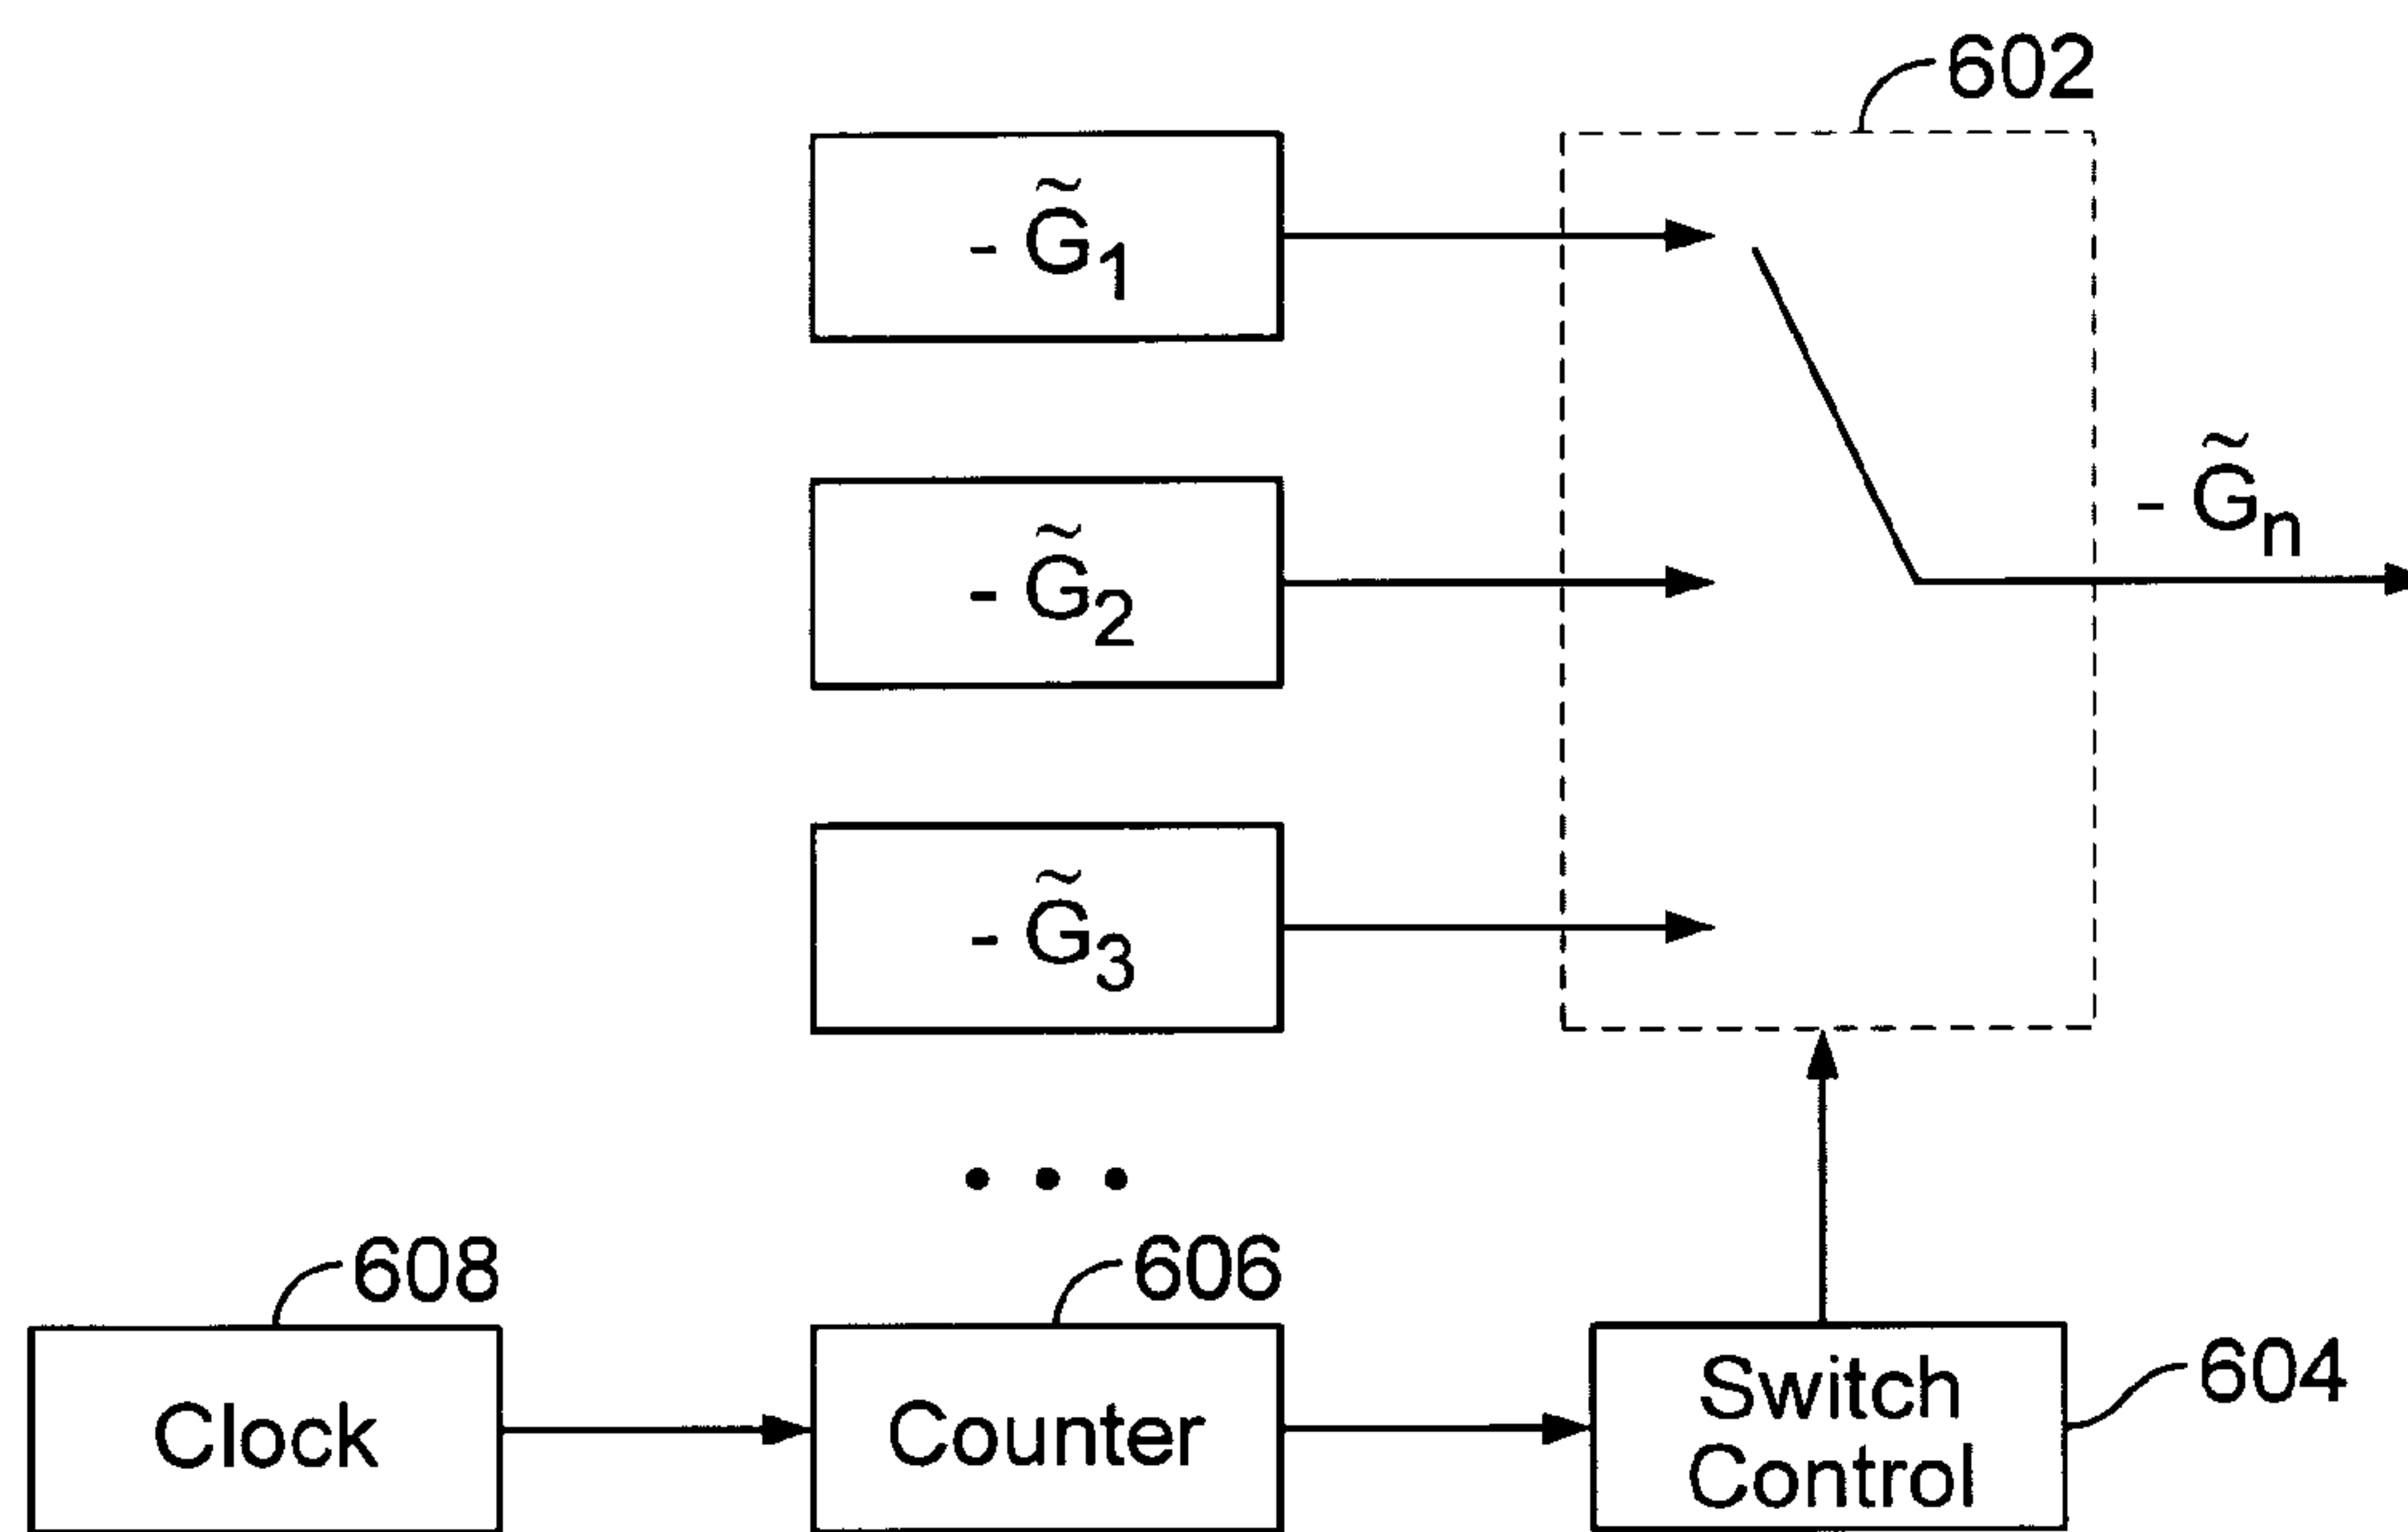 602
- G̃1
- G̃2
- G̃n
- G̃3
• • •
608
606
Clock
Counter
Switch
Control
604